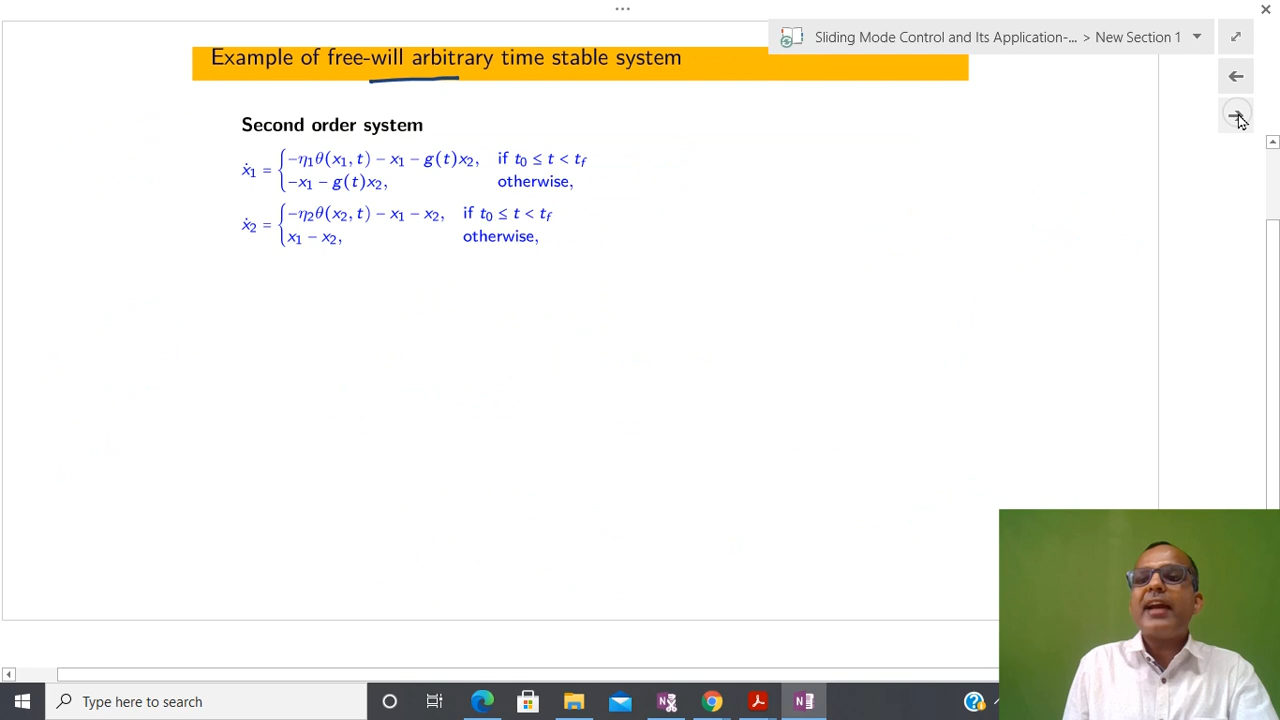 ...
Sliding Mode Control and Its Application-... > New Section 1
Example of free-will arbitrary time stable system
Second order system
ẋ₁ = { −η₁θ(x₁, t) − x₁ − g(t)x₂, if t₀ ≤ t < t_f
−x₁ − g(t)x₂, otherwise,
ẋ₂ = { −η₂θ(x₂, t) − x₁ − x₂, if t₀ ≤ t < t_f
x₁ − x₂, otherwise,
Type here to search